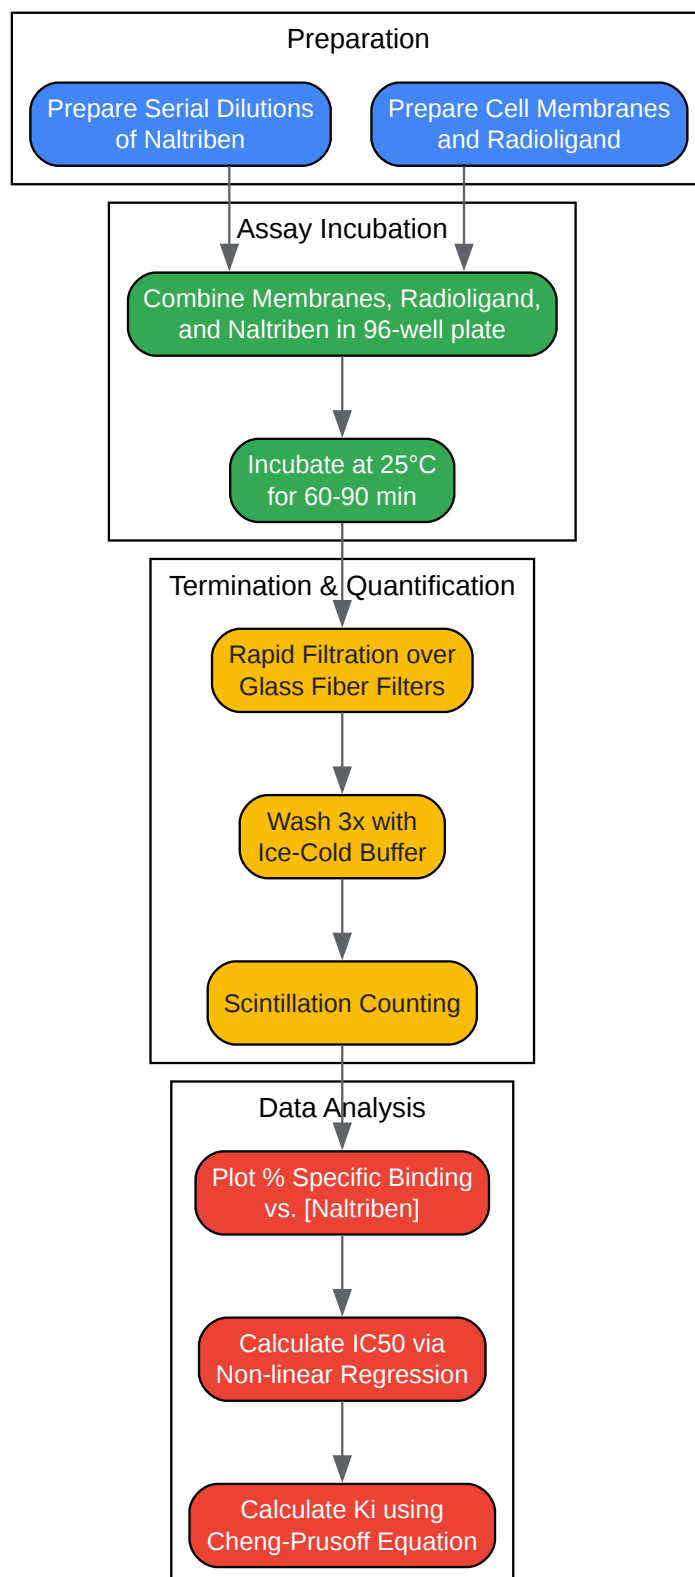 Preparation
Prepare Serial Dilutions
of Naltriben
Prepare Cell Membranes
and Radioligand
Assay Incubation
Combine Membranes, Radioligand,
and Naltriben in 96-well plate
Incubate at 25°C
for 60-90 min
Termination & Quantification
Rapid Filtration over
Glass Fiber Filters
Wash 3x with
Ice-Cold Buffer
Scintillation Counting
Data Analysis
Plot % Specific Binding
vs. [Naltriben]
Calculate IC50 via
Non-linear Regression
Calculate Ki using
Cheng-Prusoff Equation